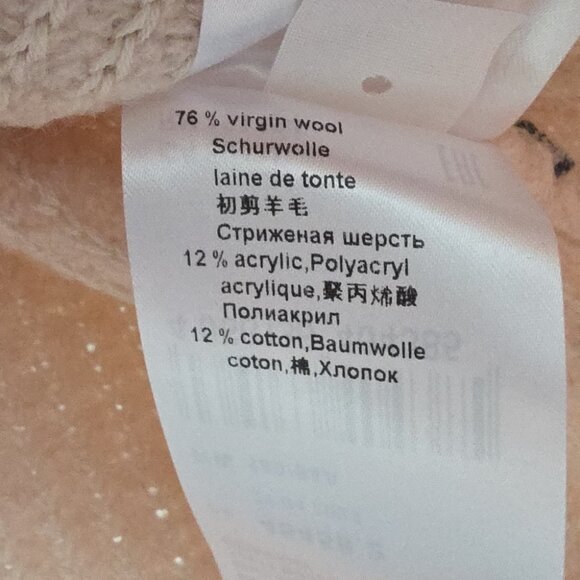 76 % virgin wool
Schurwolle
laine de tonte
初剪羊毛
Стриженая шерсть
12 % acrylic,Polyacryl
acrylique,聚丙烯酸
Полиакрил
12 % cotton,Baumwolle
coton,棉,Хлопок